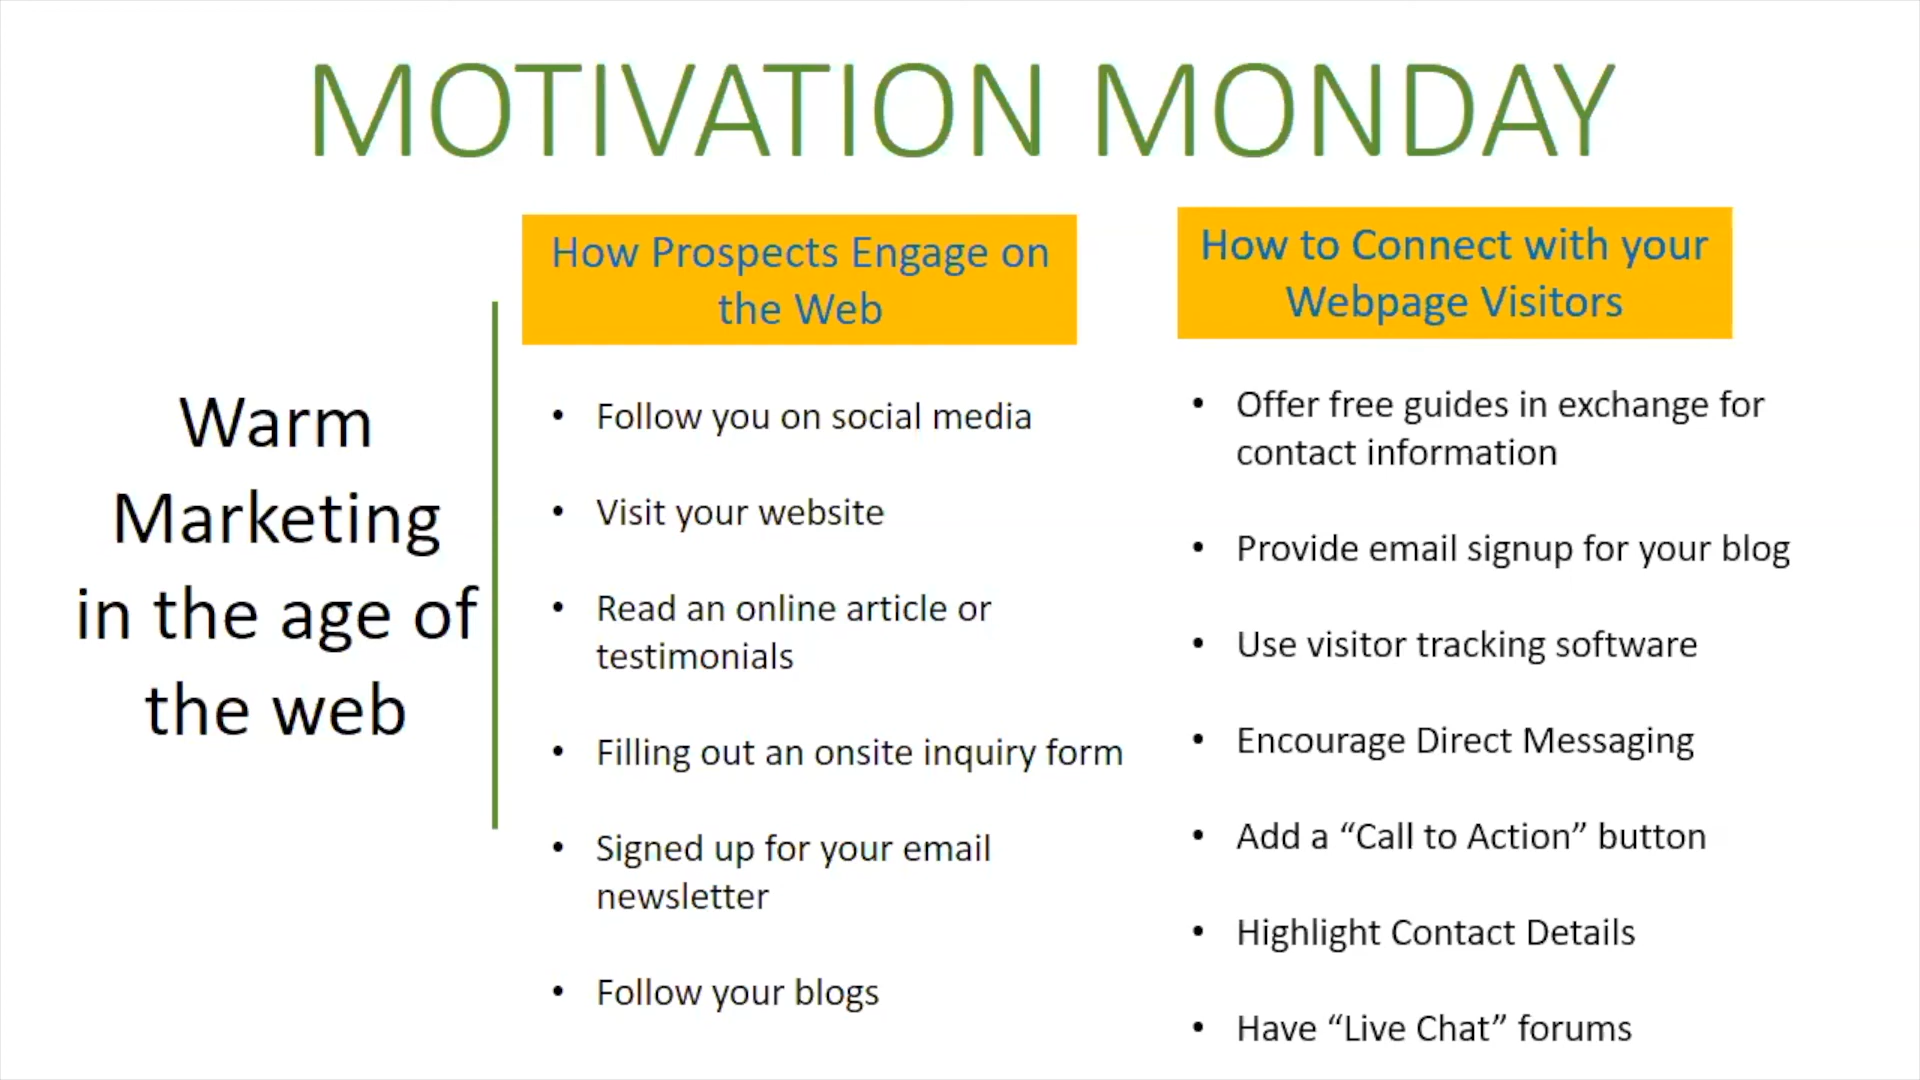 MOTIVATION MONDAY
Warm
Marketing
in the age of
the web
How Prospects Engage on
the Web
• Follow you on social media
• Visit your website
• Read an online article or
testimonials
• Filling out an onsite inquiry form
• Signed up for your email
newsletter
• Follow your blogs
How to Connect with your
Webpage Visitors
• Offer free guides in exchange for
contact information
• Provide email signup for your blog
• Use visitor tracking software
• Encourage Direct Messaging
• Add a “Call to Action” button
• Highlight Contact Details
• Have “Live Chat” forums